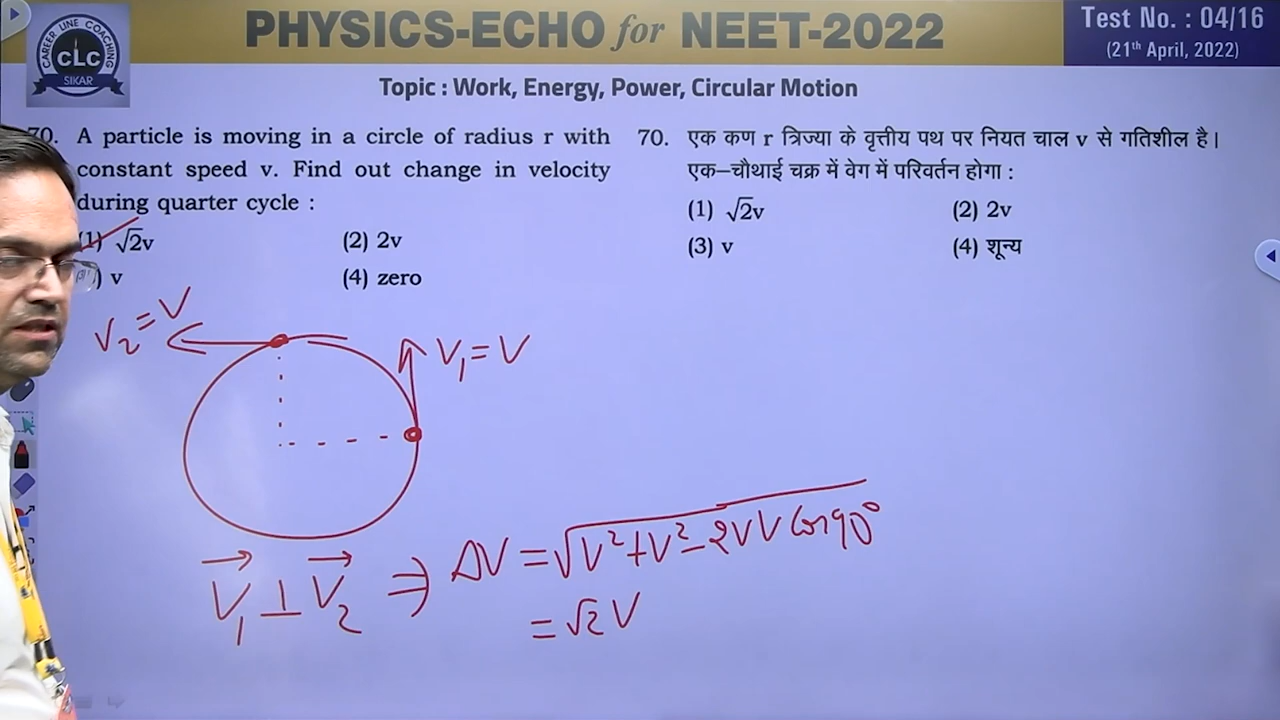 PHYSICS-ECHO for NEET-2022
Test No. : 04/16
(21th April, 2022)
CAREER LINE COACHING
CLC
SIKAR
Topic : Work, Energy, Power, Circular Motion
70. A particle is moving in a circle of radius r with
constant speed v. Find out change in velocity
during quarter cycle :
(1) √2v
(2) 2v
) v
(4) zero
70. एक कण r त्रिज्या के वृत्तीय पथ पर नियत चाल v से गतिशील है।
एक–चौथाई चक्र में वेग में परिवर्तन होगा :
(1) √2v
(2) 2v
(3) v
(4) शून्य
V₂ = V
V₁ = V
V₁ ⊥ V₂ ⇒ ΔV = √V² + V² – 2VV Cos 90°
= √2 V